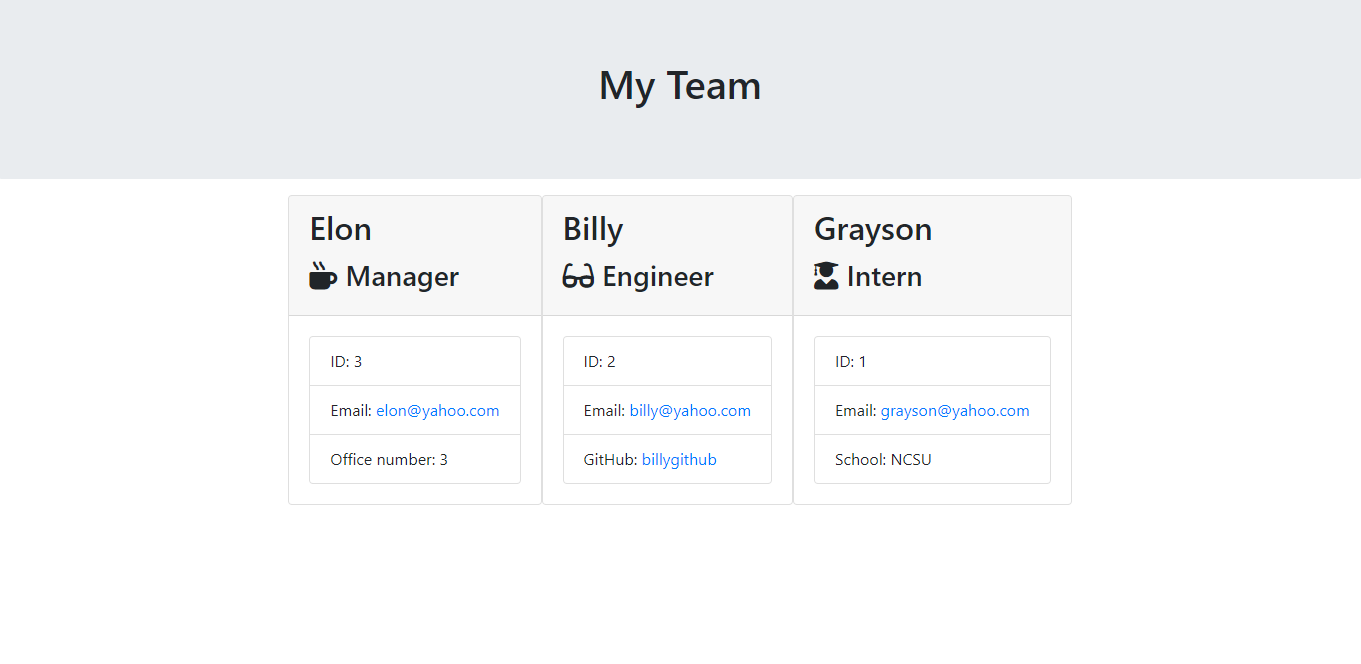 My Team
Elon
Manager
ID: 3
Email: elon@yahoo.com
Office number: 3
Billy
Engineer
ID: 2
Email: billy@yahoo.com
GitHub: billygithub
Grayson
Intern
ID: 1
Email: grayson@yahoo.com
School: NCSU